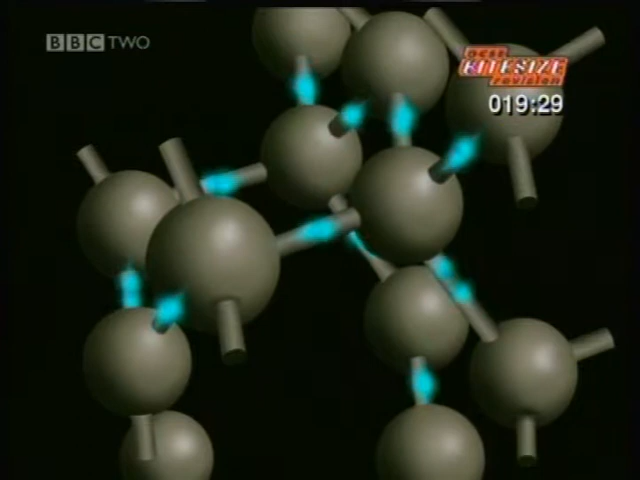 BBC TWO
GCSE
BITESIZE
revision
019:29